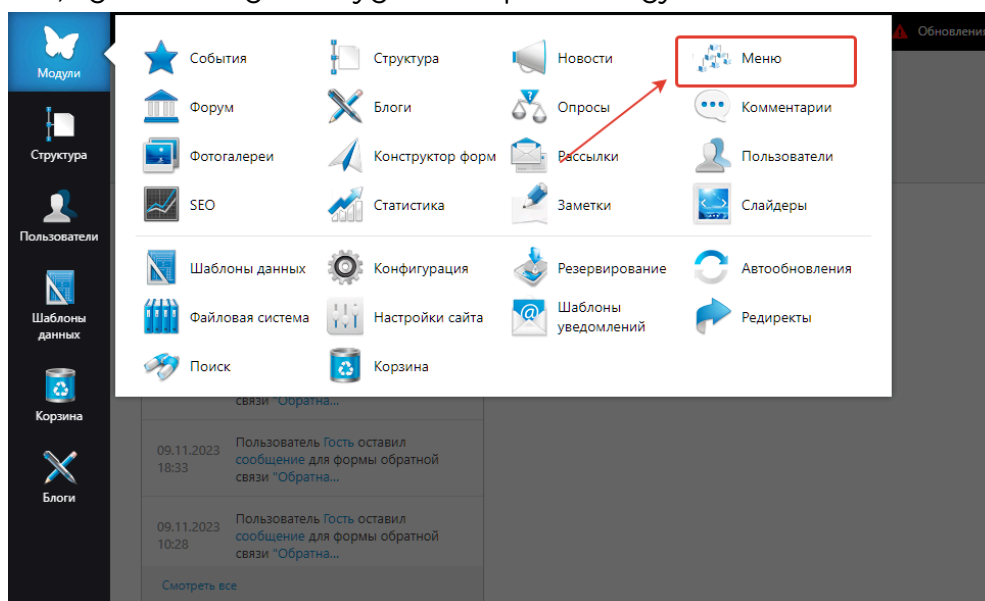 Модули
События
Структура
Новости
Меню
Обновления
Форум
Блоги
Опросы
Комментарии
Структура
Фотогалереи
Конструктор форм
Рассылки
Пользователи
SEO
Статистика
Заметки
Слайдеры
Пользователи
Шаблоны данных
Конфигурация
Резервирование
Автообновления
Шаблоны
данных
Файловая система
Настройки сайта
Шаблоны
уведомлений
Редиректы
Поиск
Корзина
Корзина
связи "Обратна...
09.11.2023
18:33
Пользователь Гость оставил
сообщение для формы обратной
связи "Обратна...
Блоги
09.11.2023
10:28
Пользователь Гость оставил
сообщение для формы обратной
связи "Обратна...
Смотреть все